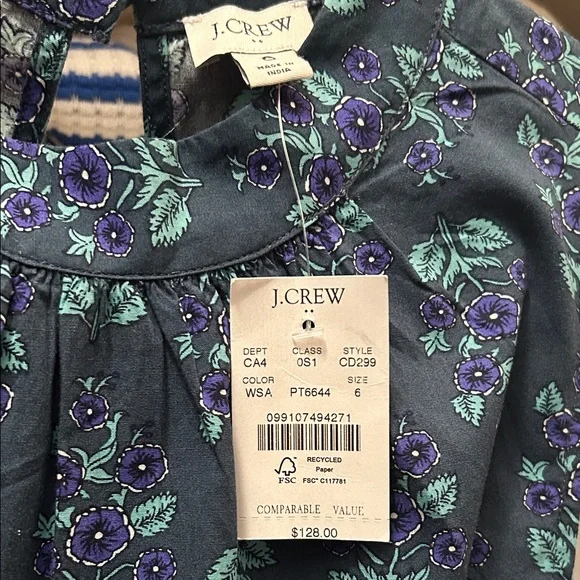 J.CREW
6
MADE IN
INDIA
J.CREW
DEPT CLASS STYLE
CA4 0S1 CD299
COLOR SIZE
WSA PT6644 6
099107494271
FSC
RECYCLED
Paper
FSC® C117781
COMPARABLE VALUE
$128.00